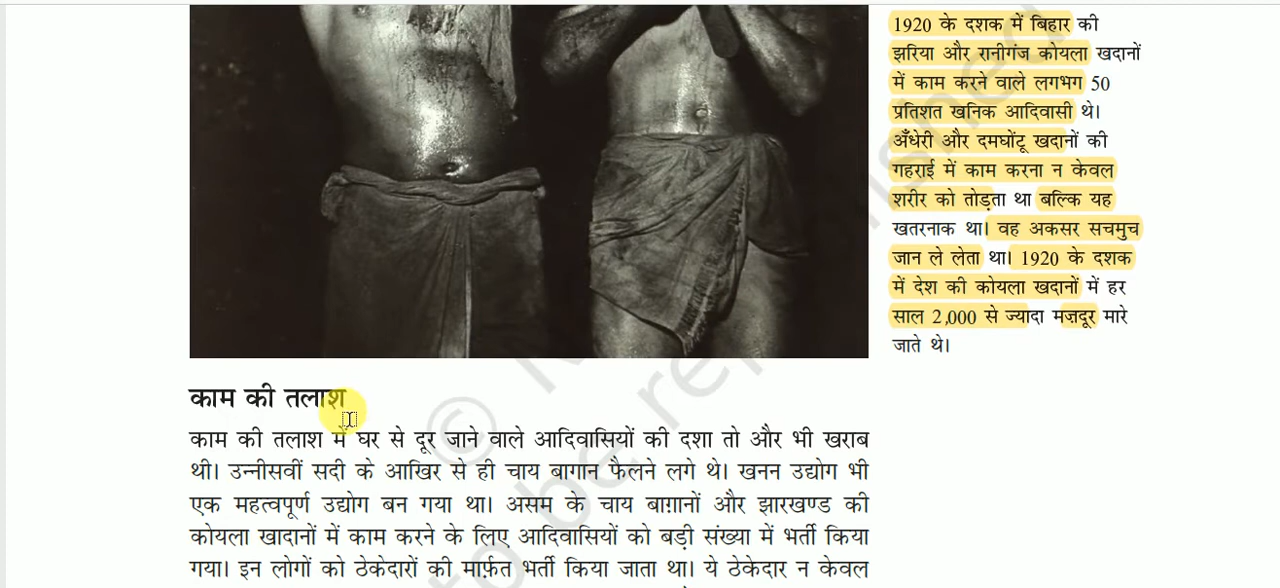 1920 के दशक में बिहार की
झरिया और रानीगंज कोयला खदानों
में काम करने वाले लगभग 50
प्रतिशत खनिक आदिवासी थे।
अँधेरी और दमघोंटू खदानों की
गहराई में काम करना न केवल
शरीर को तोड़ता था बल्कि यह
खतरनाक था। वह अकसर सचमुच
जान ले लेता था। 1920 के दशक
में देश की कोयला खदानों में हर
साल 2,000 से ज्यादा मज़दूर मारे
जाते थे।
काम की तलाश
काम की तलाश में घर से दूर जाने वाले आदिवासियों की दशा तो और भी खराब
थी। उन्नीसवीं सदी के आखिर से ही चाय बागान फैलने लगे थे। खनन उद्योग भी
एक महत्वपूर्ण उद्योग बन गया था। असम के चाय बाग़ानों और झारखण्ड की
कोयला खादानों में काम करने के लिए आदिवासियों को बड़ी संख्या में भर्ती किया
गया। इन लोगों को ठेकेदारों की मार्फ़त भर्ती किया जाता था। ये ठेकेदार न केवल